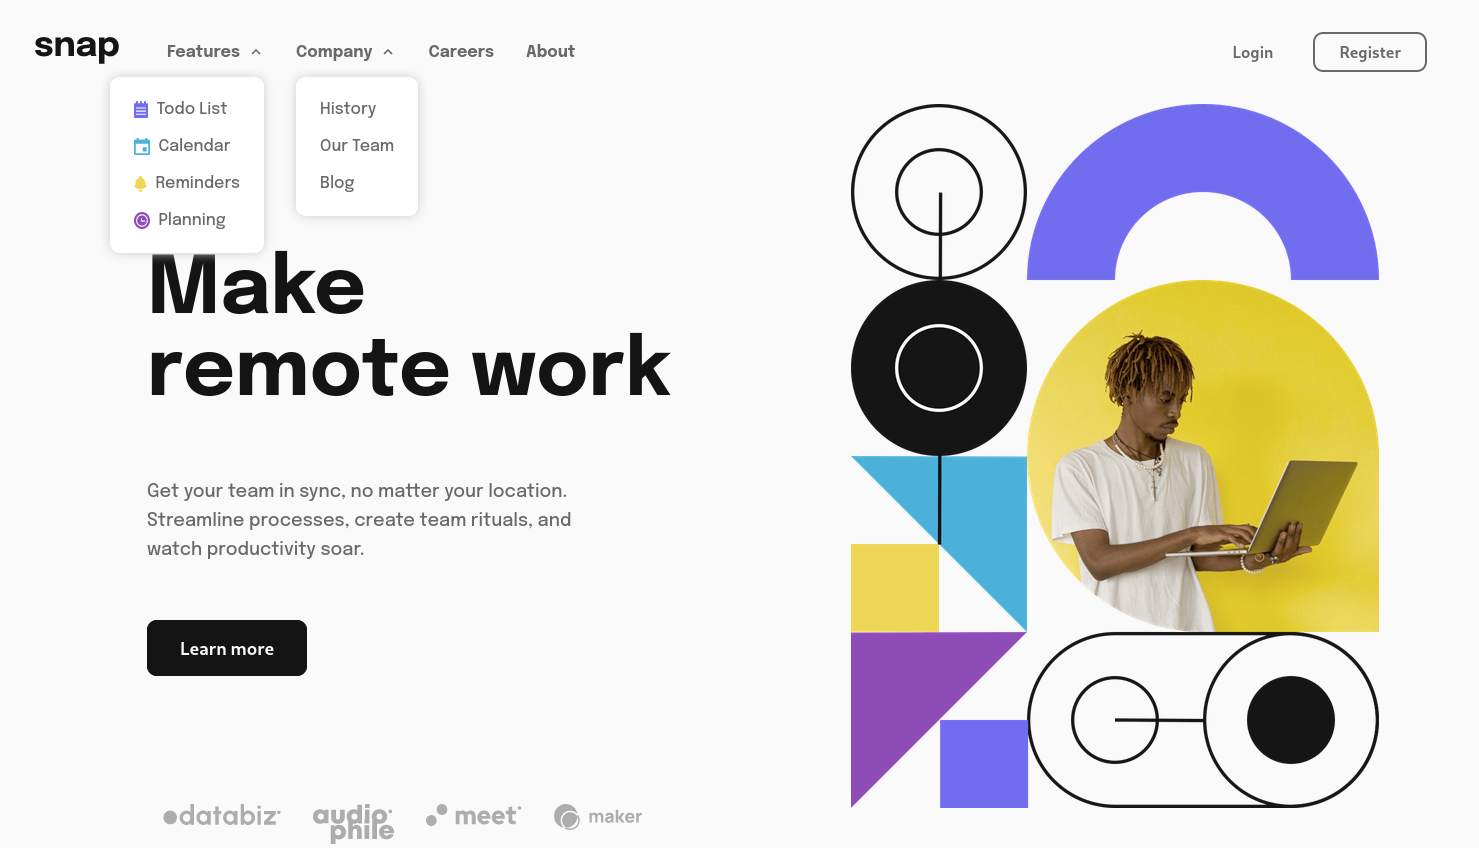 snap
Features
Company
Careers
About
Login
Register
Todo List
Calendar
Reminders
Planning
History
Our Team
Blog
Make
remote work
Get your team in sync, no matter your location.
Streamline processes, create team rituals, and
watch productivity soar.
Learn more
databiz
audio
phile
meet
maker